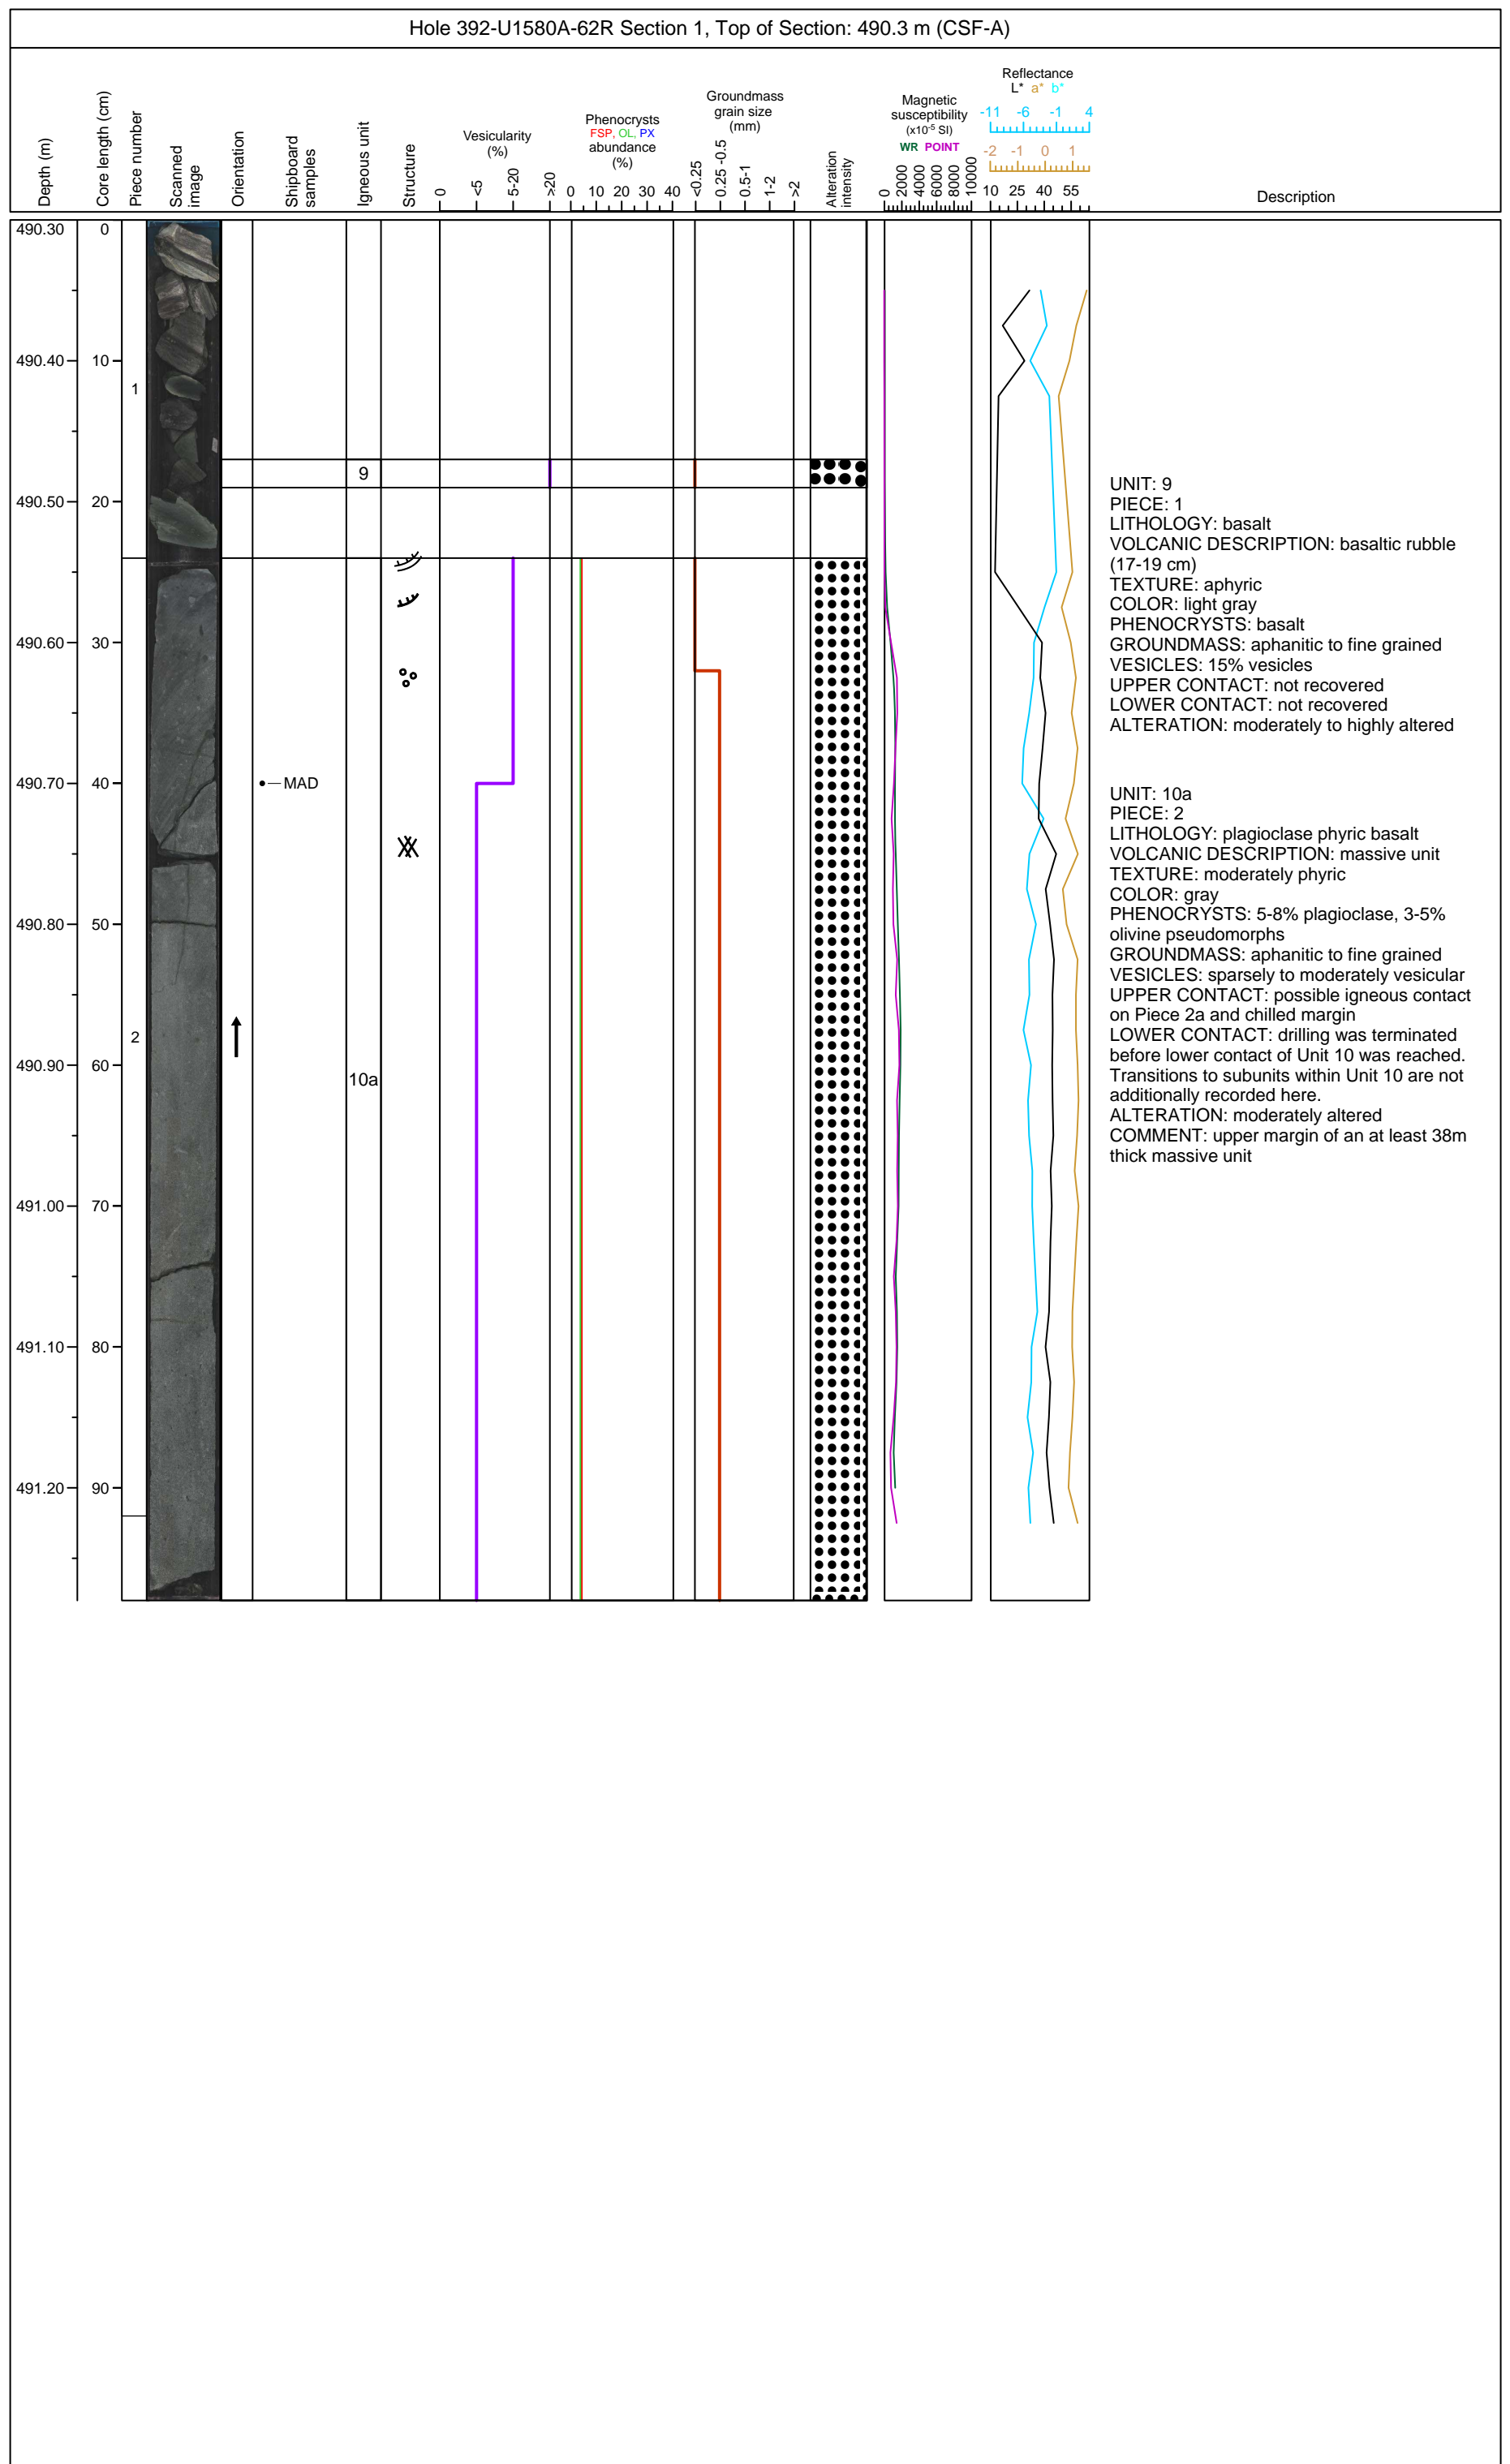 Hole 392-U1580A-62R Section 1, Top of Section: 490.3 m (CSF-A)
Depth (m)
Core length (cm)
Piece number
Scanned
image
Orientation
Shipboard
samples
Igneous unit
Structure
Vesicularity
(%)
0
<5
5-20
>20
Phenocrysts
FSP, OL, PX
abundance
(%)
0 10 20 30 40
Groundmass
grain size
(mm)
<0.25
0.25 -0.5
0.5-1
1-2
>2
Alteration
intensity
Magnetic
susceptibility
(x10-5 SI)
WR POINT
0
2000
4000
6000
8000
10000
Reflectance
L* a* b*
-11 -6 -1 4
-2 -1 0 1
10 25 40 55
Description
490.30 0
490.40 10
1
9
490.50 20
490.60 30
490.70 40
MAD
490.80 50
2
490.90 60
10a
491.00 70
491.10 80
491.20 90
UNIT: 9
PIECE: 1
LITHOLOGY: basalt
VOLCANIC DESCRIPTION: basaltic rubble
(17-19 cm)
TEXTURE: aphyric
COLOR: light gray
PHENOCRYSTS: basalt
GROUNDMASS: aphanitic to fine grained
VESICLES: 15% vesicles
UPPER CONTACT: not recovered
LOWER CONTACT: not recovered
ALTERATION: moderately to highly altered
UNIT: 10a
PIECE: 2
LITHOLOGY: plagioclase phyric basalt
VOLCANIC DESCRIPTION: massive unit
TEXTURE: moderately phyric
COLOR: gray
PHENOCRYSTS: 5-8% plagioclase, 3-5%
olivine pseudomorphs
GROUNDMASS: aphanitic to fine grained
VESICLES: sparsely to moderately vesicular
UPPER CONTACT: possible igneous contact
on Piece 2a and chilled margin
LOWER CONTACT: drilling was terminated
before lower contact of Unit 10 was reached.
Transitions to subunits within Unit 10 are not
additionally recorded here.
ALTERATION: moderately altered
COMMENT: upper margin of an at least 38m
thick massive unit